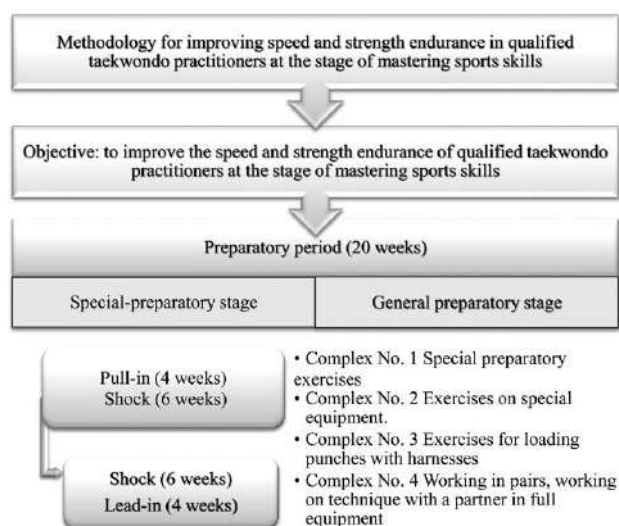 Methodology for improving speed and strength endurance in qualified
taekwondo practitioners at the stage of mastering sports skills
Objective: to improve the speed and strength endurance of qualified taekwondo
practitioners at the stage of mastering sports skills
Preparatory period (20 weeks)
Special-preparatory stage
General preparatory stage
Pull-in (4 weeks)
Shock (6 weeks)
Shock (6 weeks)
Lead-in (4 weeks)
• Complex No. 1 Special preparatory
exercises
• Complex No. 2 Exercises on special
equipment.
• Complex No. 3 Exercises for loading
punches with harnesses
• Complex No. 4 Working in pairs, working
on technique with a partner in full
equipment